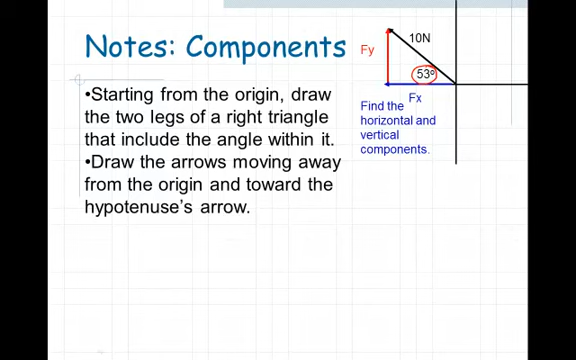 Notes: Components
•Starting from the origin, draw
the two legs of a right triangle
that include the angle within it.
•Draw the arrows moving away
from the origin and toward the
hypotenuse's arrow.
10N
Fy
53º
Fx
Find the
horizontal and
vertical
components.